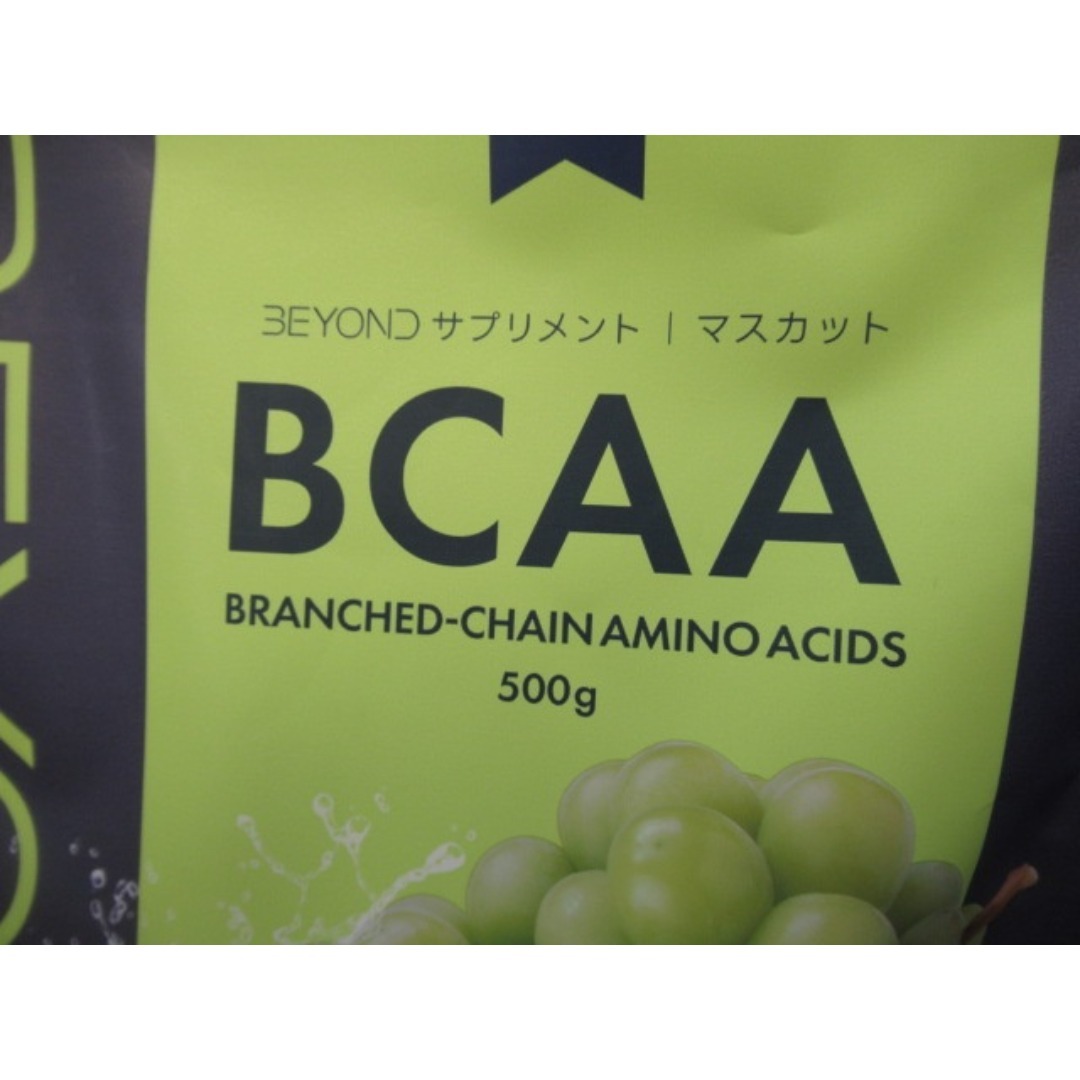 BEYOND サプリメント | マスカット
BCAA
BRANCHED-CHAIN AMINO ACIDS
500g